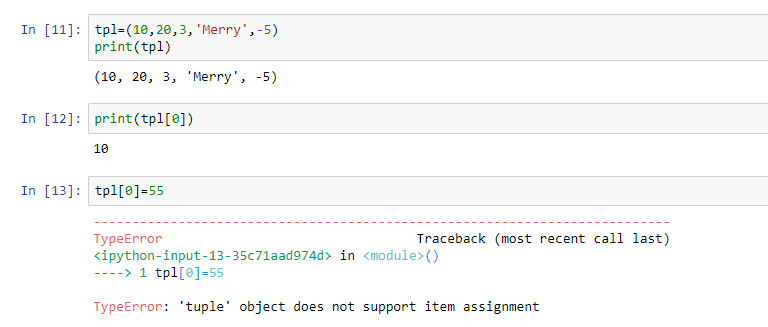 In [11]: tpl=(10,20,3,'Merry',-5)
print(tpl)
(10, 20, 3, 'Merry', -5)
In [12]: print(tpl[0])
10
In [13]: tpl[0]=55
---------------------------------------------------------------------------
TypeError                                 Traceback (most recent call last)
<ipython-input-13-35c71aad974d> in <module>()
----> 1 tpl[0]=55
TypeError: 'tuple' object does not support item assignment